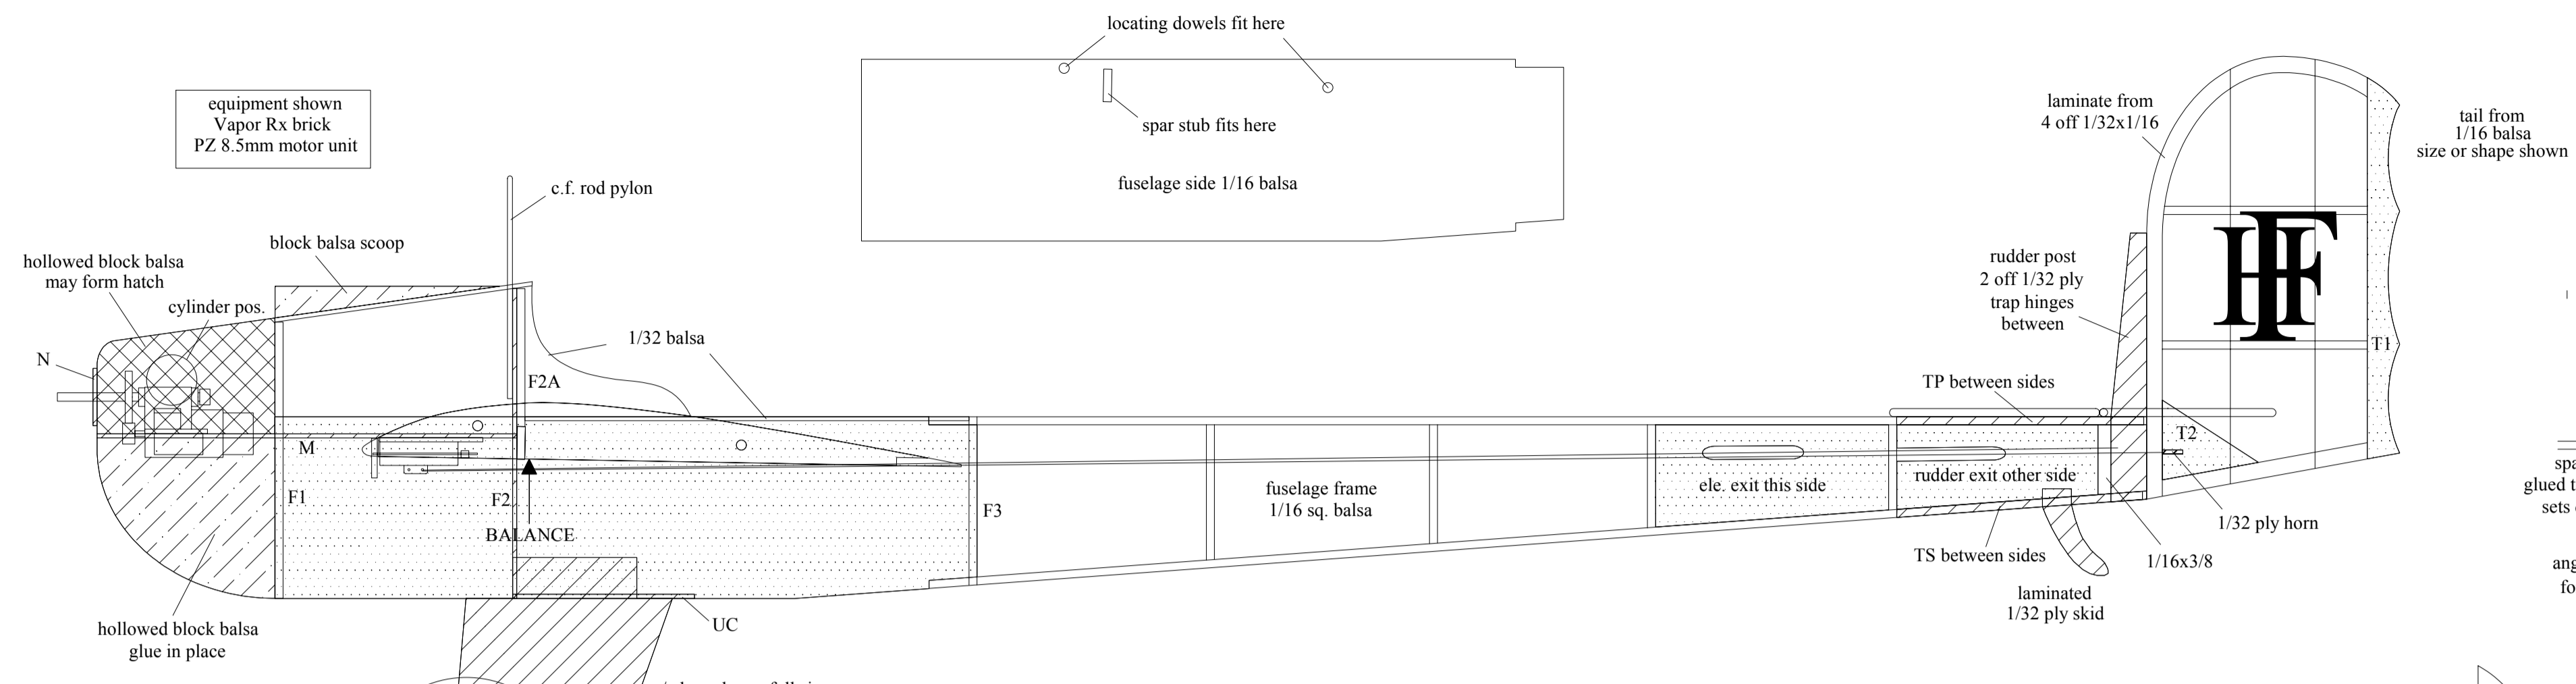 locating dowels fit here
spar stub fits here
fuselage side 1/16 balsa
equipment shown
Vapor Rx brick
PZ 8.5mm motor unit
c.f. rod pylon
block balsa scoop
hollowed block balsa
may form hatch
cylinder pos.
N
1/32 balsa
F2A
M
F1
F2
BALANCE
F3
fuselage frame
1/16 sq. balsa
ele. exit this side
rudder exit other side
TP between sides
TS between sides
laminated
1/32 ply skid
1/16x3/8
1/32 ply horn
T2
T1
HF
rudder post
2 off 1/32 ply
trap hinges
between
laminate from
4 off 1/32x1/16
tail from
1/16 balsa
size or shape shown
UC
hollowed block balsa
glue in place
spa
glued t
sets
ang
fo